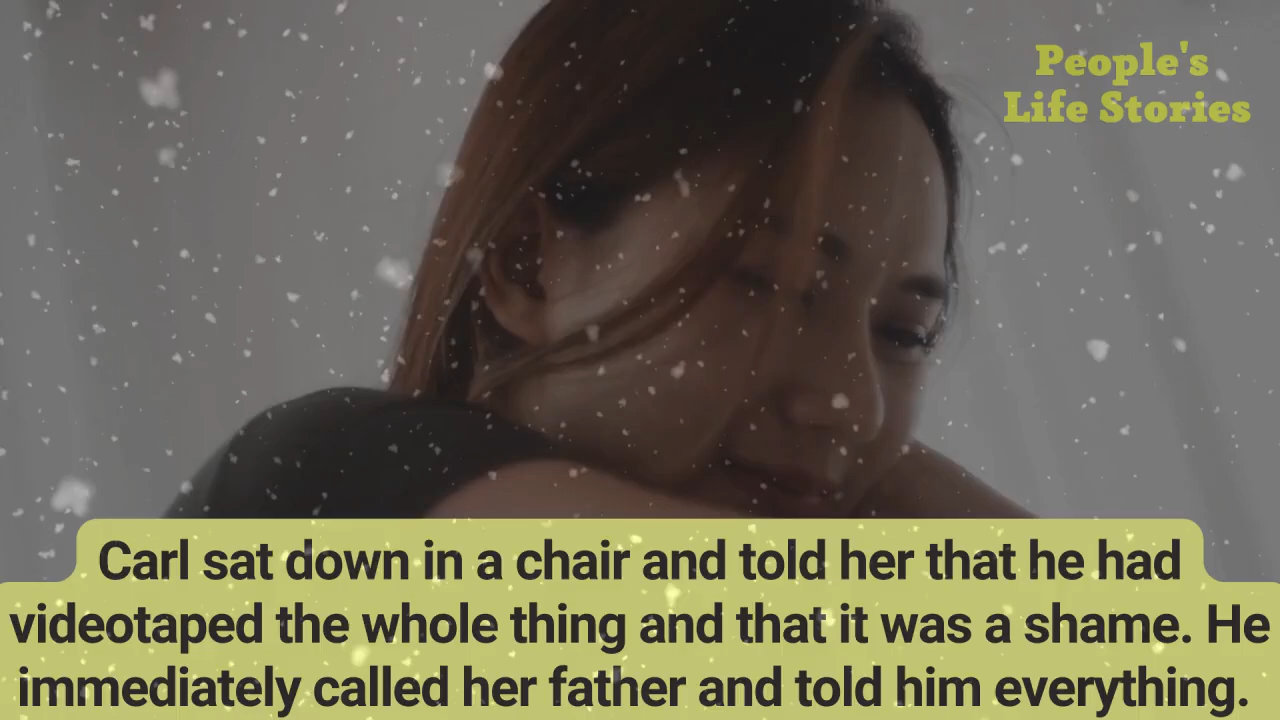 People's
Life Stories
Carl sat down in a chair and told her that he had
videotaped the whole thing and that it was a shame. He
immediately called her father and told him everything.